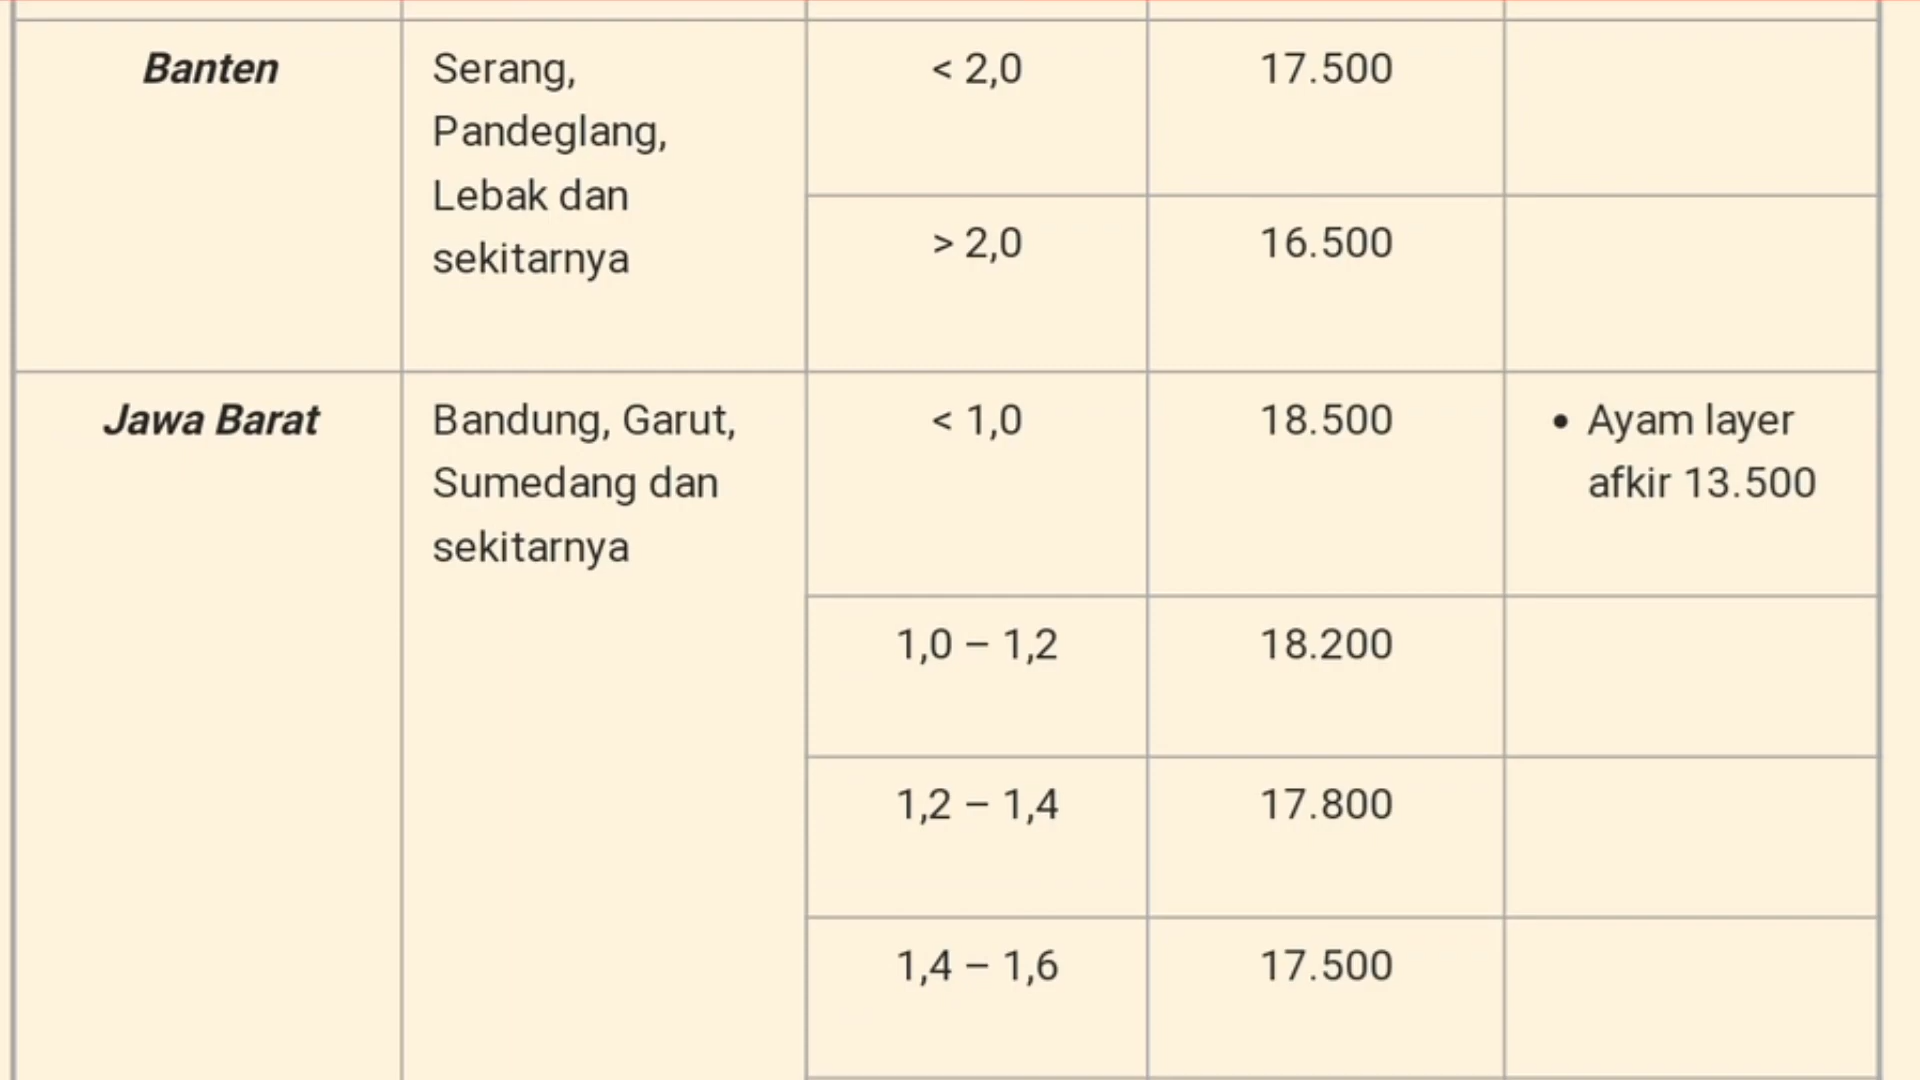 Banten
Serang,
Pandeglang,
Lebak dan
sekitarnya
< 2,0
17.500
> 2,0
16.500
Jawa Barat
Bandung, Garut,
Sumedang dan
sekitarnya
< 1,0
18.500
• Ayam layer
afkir 13.500
1,0 – 1,2
18.200
1,2 – 1,4
17.800
1,4 – 1,6
17.500